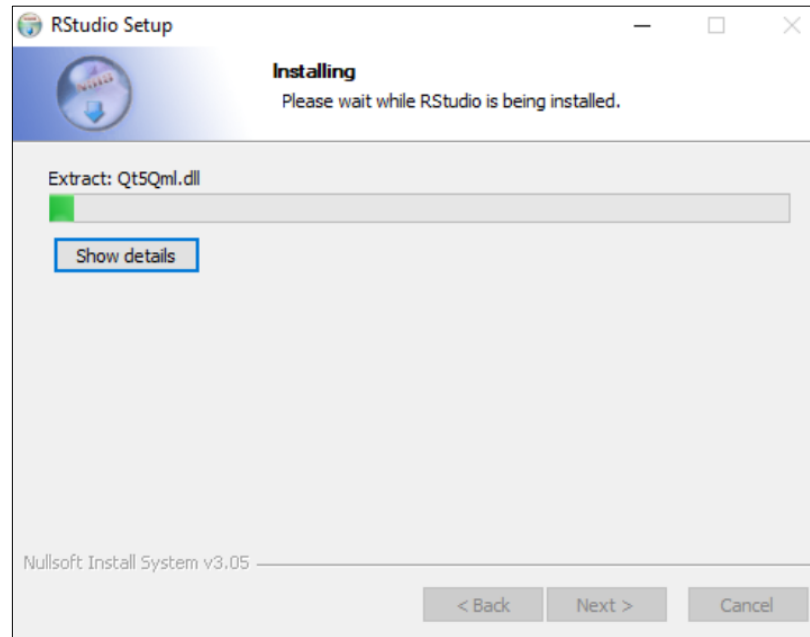 RStudio Setup
Installing
Please wait while RStudio is being installed.
Extract: Qt5Qml.dll
Show details
Nullsoft Install System v3.05
< Back
Next >
Cancel